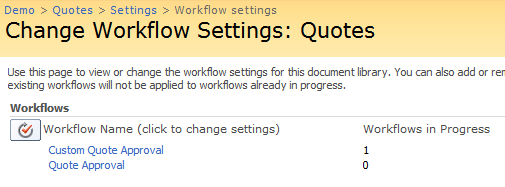 Demo > Quotes > Settings > Workflow settings
Change Workflow Settings: Quotes
Use this page to view or change the workflow settings for this document library. You can also add or rem
existing workflows will not be applied to workflows already in progress.
Workflows
Workflow Name (click to change settings) Workflows in Progress
Custom Quote Approval 1
Quote Approval 0